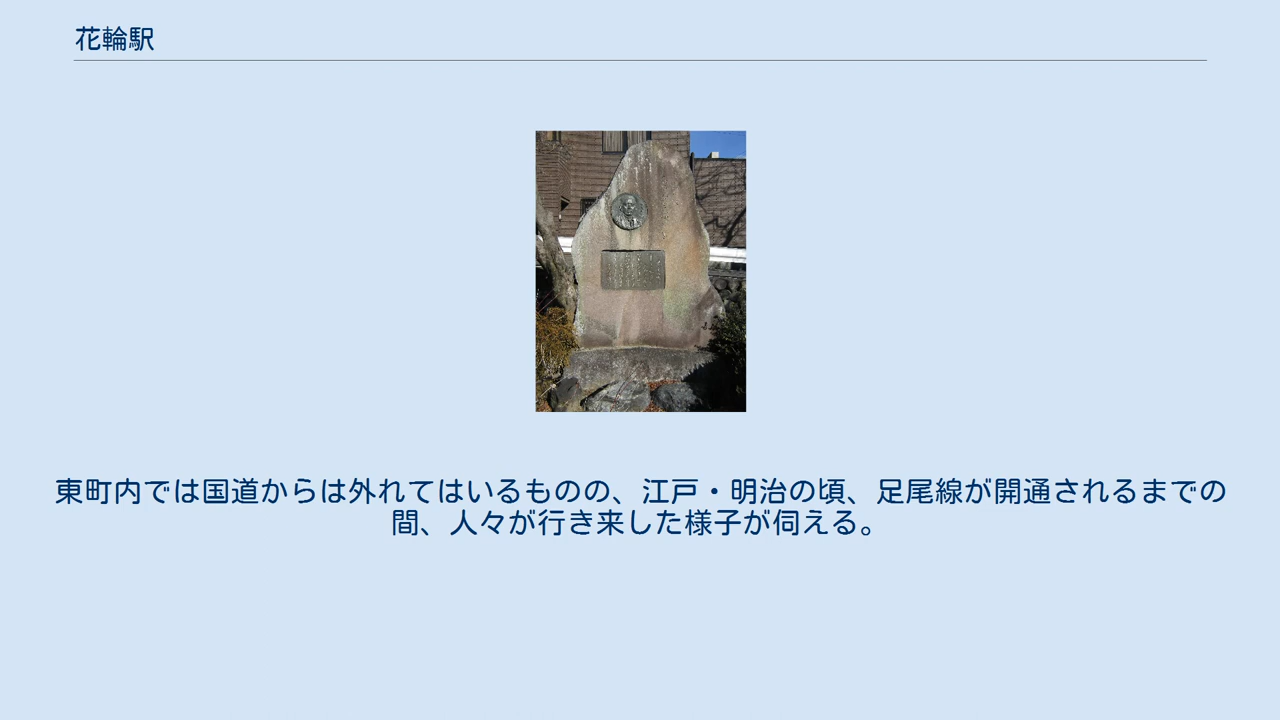 花輪駅
東町内では国道からは外れてはいるものの、江戸・明治の頃、足尾線が開通されるまでの
間、人々が行き来した様子が伺える。